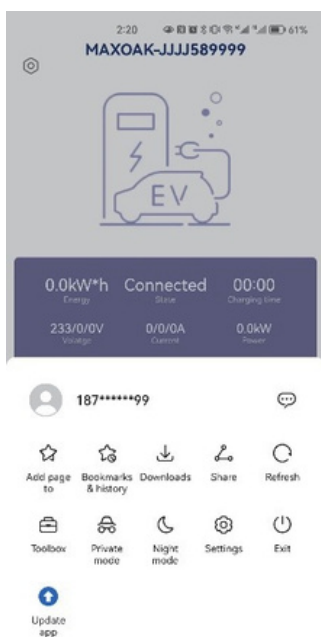 2:20
61%
MAXOAK-JJJJ589999
EV
0.0kW*h Connected 00:00
Energy Status Charging time
233/0/0V 0/0/0A 0.0kW
Voltatge Current Power
187******99
Add page to Bookmarks & history Downloads Share Refresh
Toolbox Private mode Night mode Settings Exit
Update app